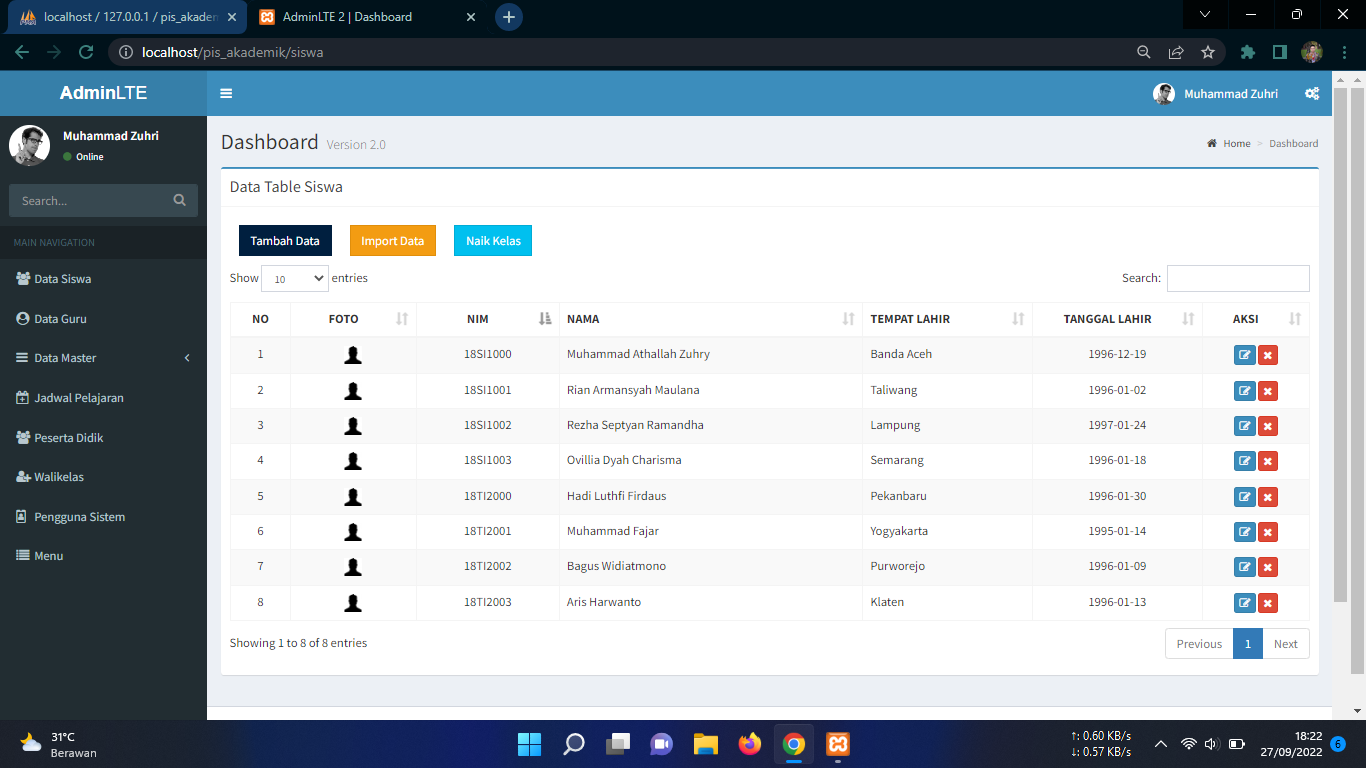 localhost / 127.0.0.1 / pis_akadem
AdminLTE 2 | Dashboard
localhost/pis_akademik/siswa
AdminLTE
Muhammad Zuhri
Muhammad Zuhri
Online
Dashboard Version 2.0
Home > Dashboard
Search...
MAIN NAVIGATION
Data Siswa
Data Guru
Data Master
Jadwal Pelajaran
Peserta Didik
Walikelas
Pengguna Sistem
Menu
Data Table Siswa
Tambah Data Import Data Naik Kelas
Show 10 entries Search:
NO FOTO NIM NAMA TEMPAT LAHIR TANGGAL LAHIR AKSI
1 18SI1000 Muhammad Athallah Zuhry Banda Aceh 1996-12-19
2 18SI1001 Rian Armansyah Maulana Taliwang 1996-01-02
3 18SI1002 Rezha Septyan Ramandha Lampung 1997-01-24
4 18SI1003 Ovillia Dyah Charisma Semarang 1996-01-18
5 18TI2000 Hadi Luthfi Firdaus Pekanbaru 1996-01-30
6 18TI2001 Muhammad Fajar Yogyakarta 1995-01-14
7 18TI2002 Bagus Widiatmono Purworejo 1996-01-09
8 18TI2003 Aris Harwanto Klaten 1996-01-13
Showing 1 to 8 of 8 entries Previous 1 Next
31°C
Berawan
↑: 0.60 KB/s
↓: 0.57 KB/s
18:22
27/09/2022
6